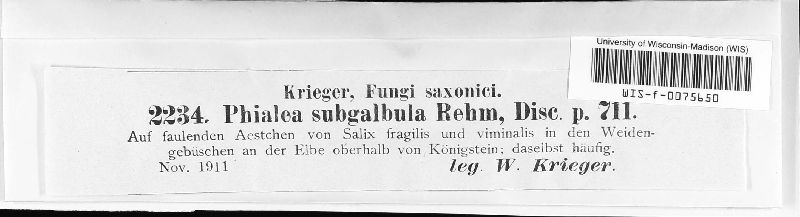 University of Wisconsin-Madison (WIS)
WIS-f-0075650
Krieger, Fungi saxonici.
2234. Phialea subgalbula Rehm, Disc. p. 711.
Auf faulenden Aestchen von Salix fragilis und viminalis in den Weiden-
gebüschen an der Elbe oberhalb von Königstein; daselbst häufig.
Nov. 1911
leg. W. Krieger.